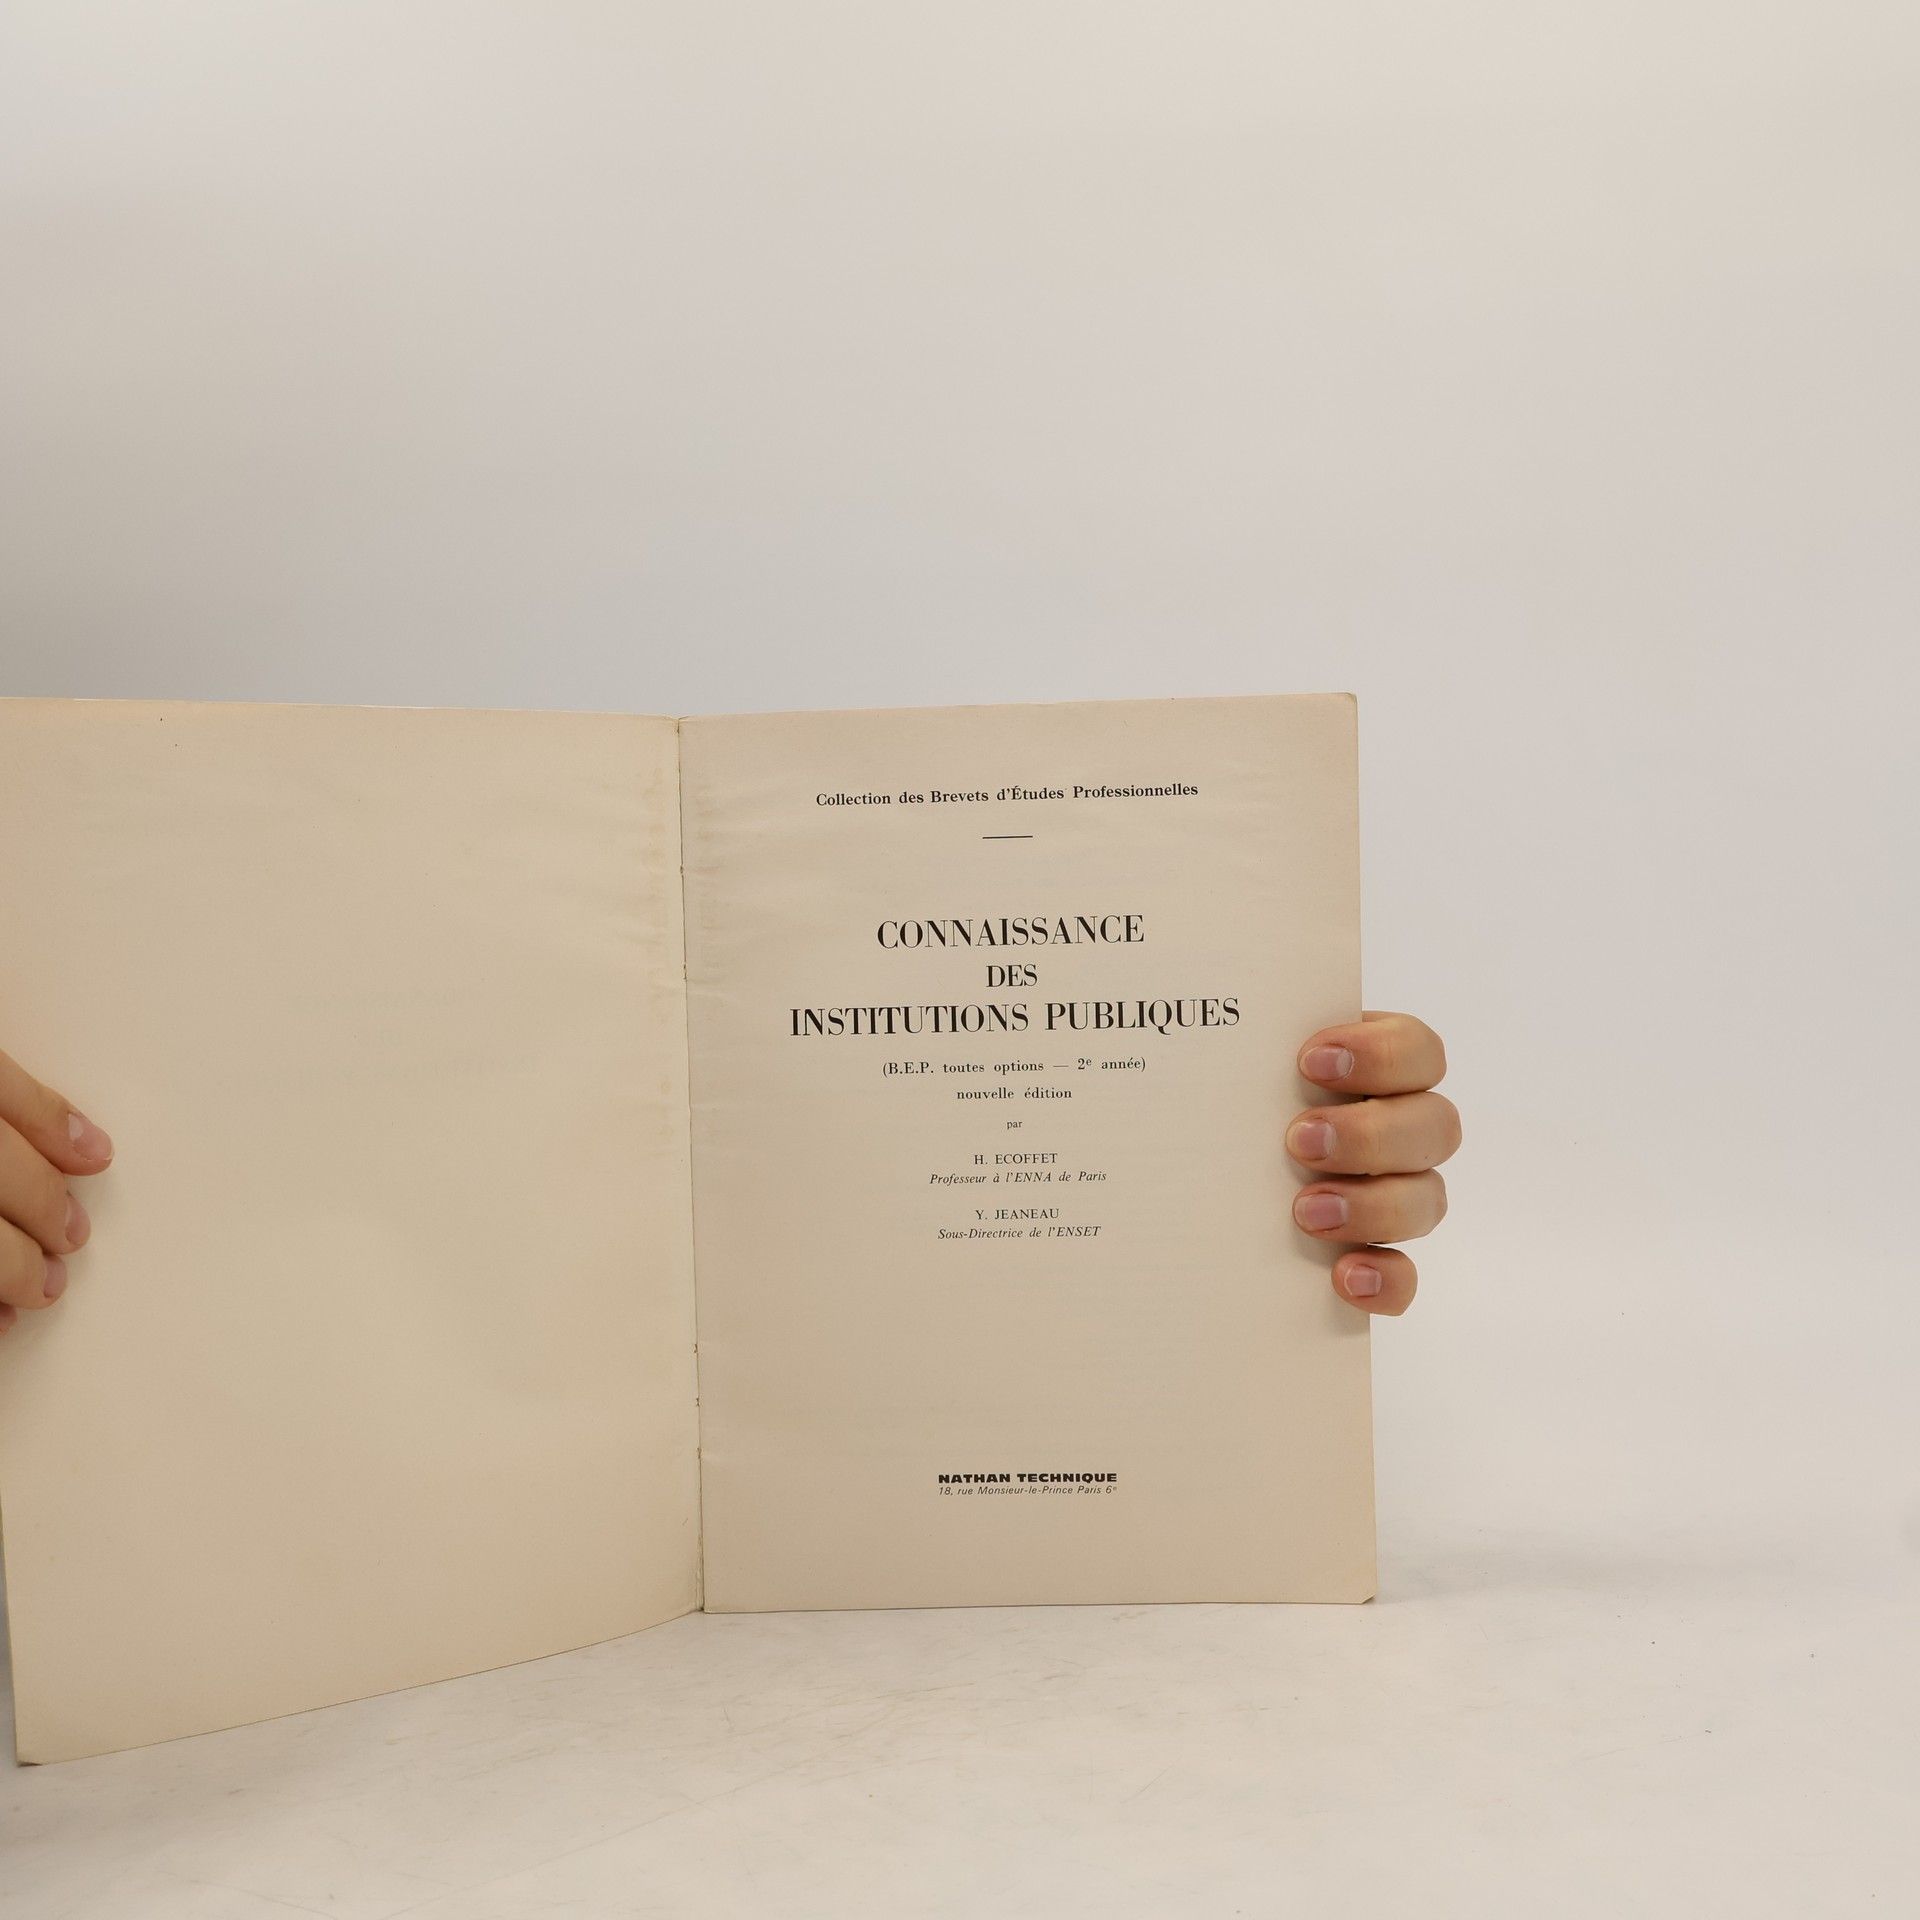 Collection des Brevets d'Études Professionnelles
CONNAISSANCE
DES
INSTITUTIONS PUBLIQUES
(B.E.P. toutes options — 2e année)
nouvelle édition
par
H. ECOFFET
Professeur à l'ENNA de Paris
Y. JEANEAU
Sous-Directrice de l'ENSET
NATHAN TECHNIQUE
18, rue Monsieur-le-Prince Paris 6e